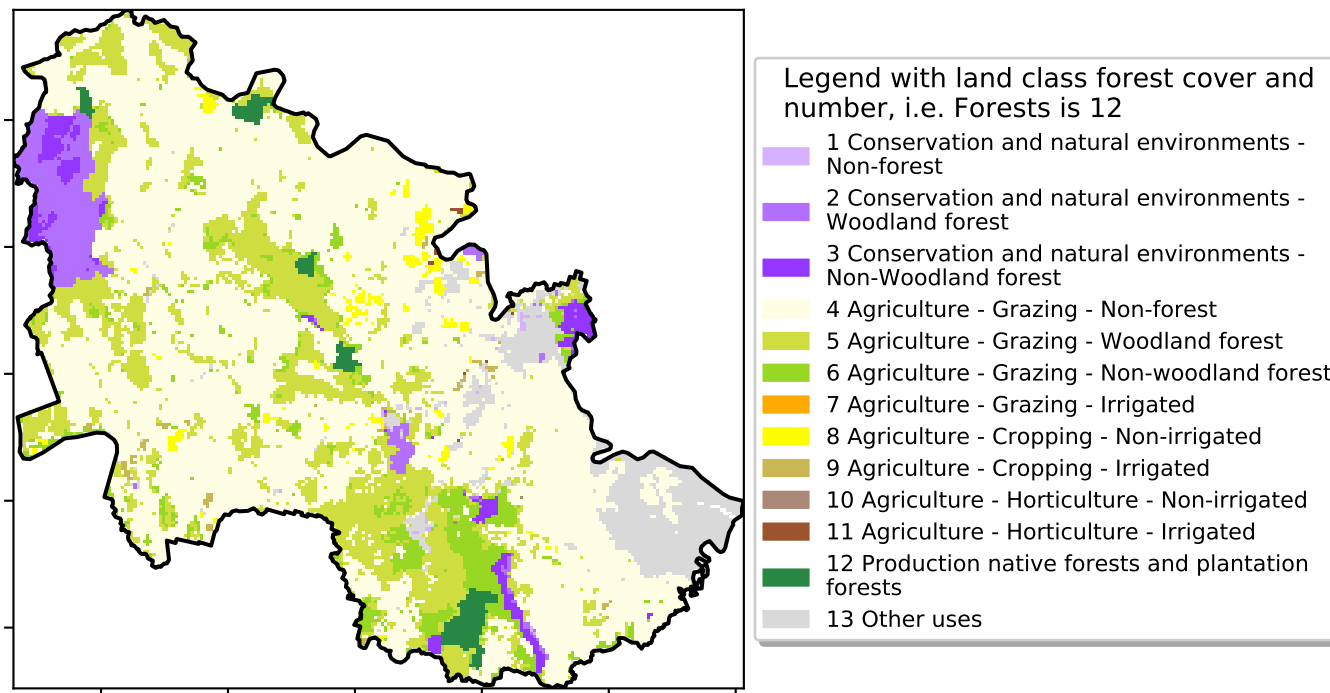 Legend with land class forest cover and
number, i.e. Forests is 12
1 Conservation and natural environments -
Non-forest
2 Conservation and natural environments -
Woodland forest
3 Conservation and natural environments -
Non-Woodland forest
4 Agriculture - Grazing - Non-forest
5 Agriculture - Grazing - Woodland forest
6 Agriculture - Grazing - Non-woodland forest
7 Agriculture - Grazing - Irrigated
8 Agriculture - Cropping - Non-irrigated
9 Agriculture - Cropping - Irrigated
10 Agriculture - Horticulture - Non-irrigated
11 Agriculture - Horticulture - Irrigated
12 Production native forests and plantation
forests
13 Other uses